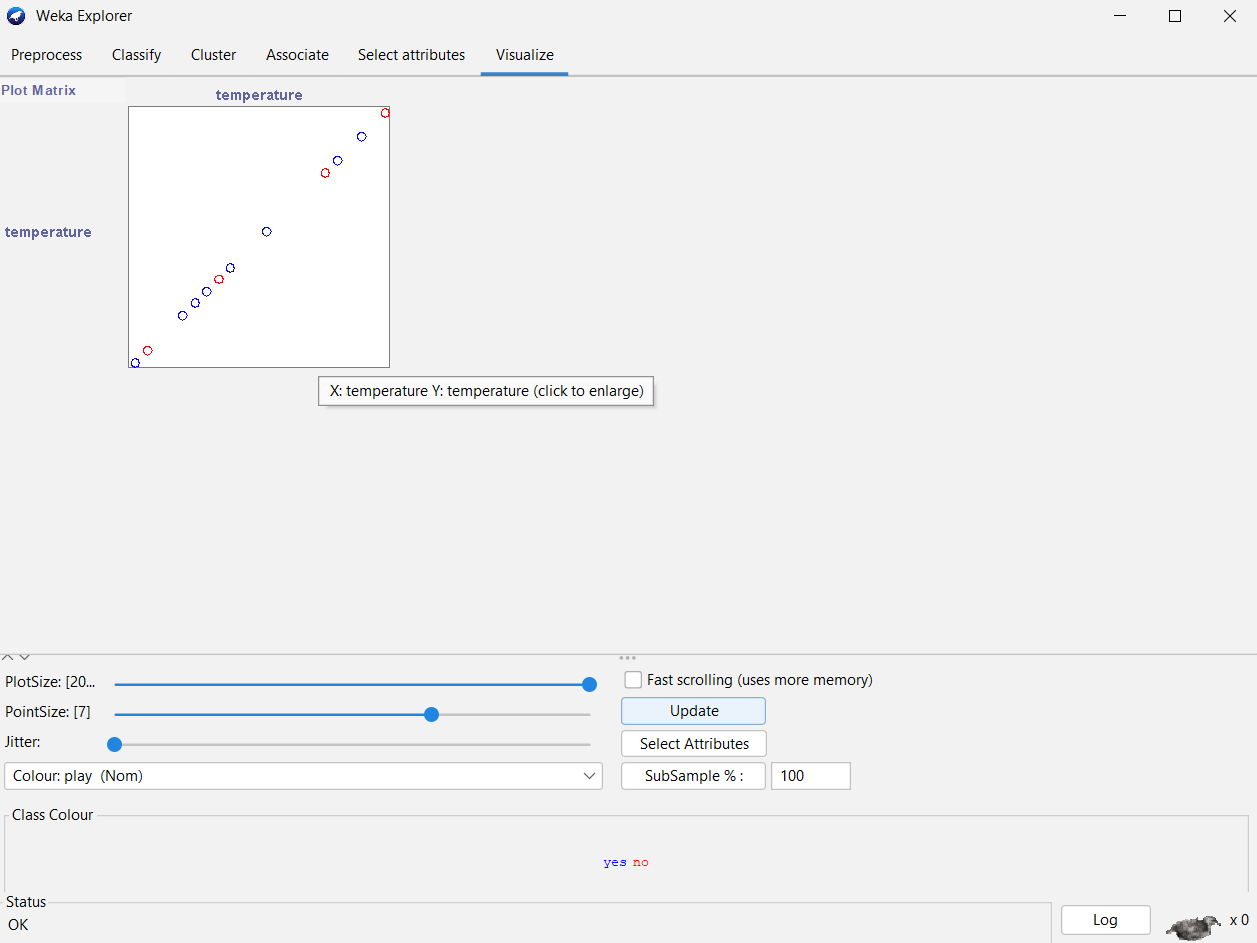 Weka Explorer
Preprocess Classify Cluster Associate Select attributes Visualize
Plot Matrix
temperature
temperature
X: temperature Y: temperature (click to enlarge)
PlotSize: [20...
Fast scrolling (uses more memory)
PointSize: [7]
Update
Jitter:
Select Attributes
Colour: play (Nom)
SubSample % :
100
Class Colour
yes no
Status
OK
Log
x 0